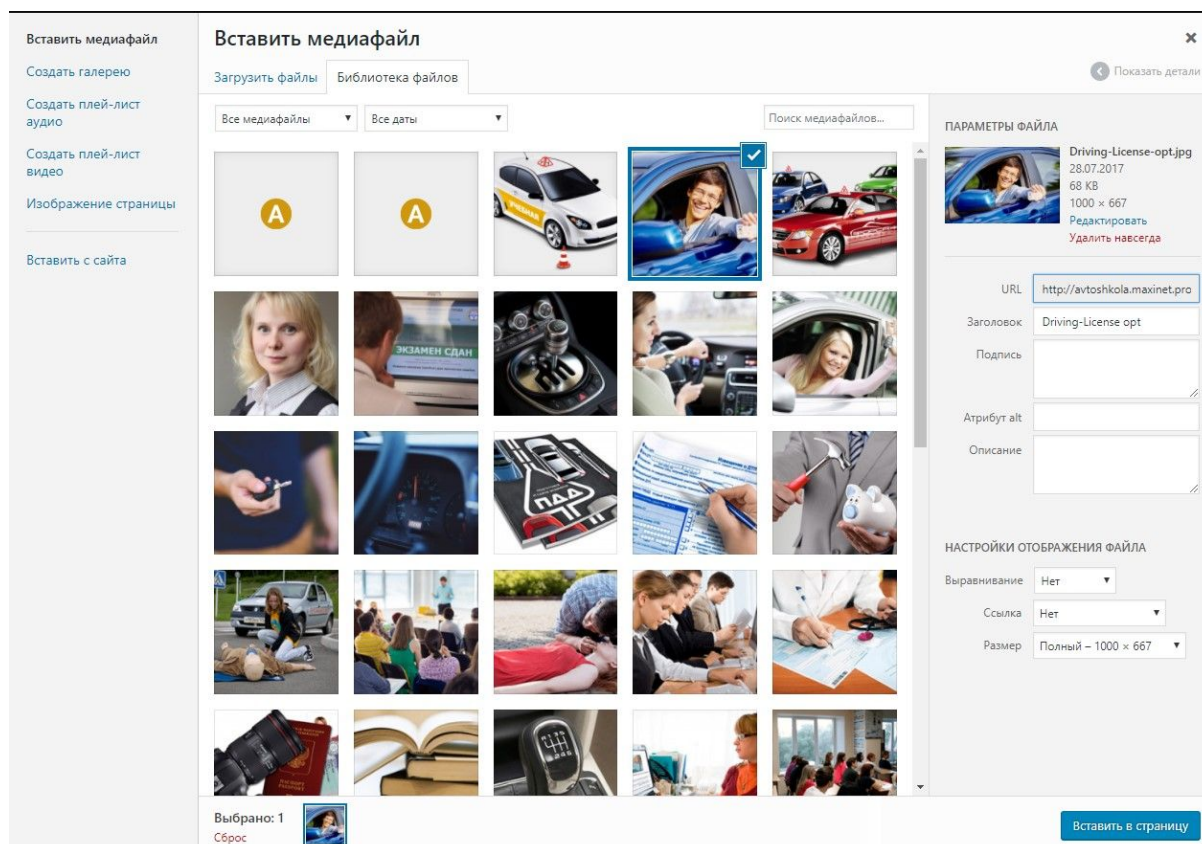 Вставить медиафайл
Создать галерею
Создать плей-лист
аудио
Создать плей-лист
видео
Изображение страницы
Вставить с сайта
Вставить медиафайл
Загрузить файлы
Библиотека файлов
Показать детали
Все медиафайлы
Все даты
Поиск медиафайлов...
A
A
УЧЕБНАЯ
ЭКЗАМЕН СДАН
ПДД
ПАСПОРТ
ПАРАМЕТРЫ ФАЙЛА
Driving-License-opt.jpg
28.07.2017
68 KB
1000 × 667
Редактировать
Удалить навсегда
URL http://avtoshkola.maxinet.pro
Заголовок Driving-License opt
Подпись
Атрибут alt
Описание
НАСТРОЙКИ ОТОБРАЖЕНИЯ ФАЙЛА
Выравнивание Нет
Ссылка Нет
Размер Полный – 1000 × 667
Выбрано: 1
Сброс
Вставить в страницу